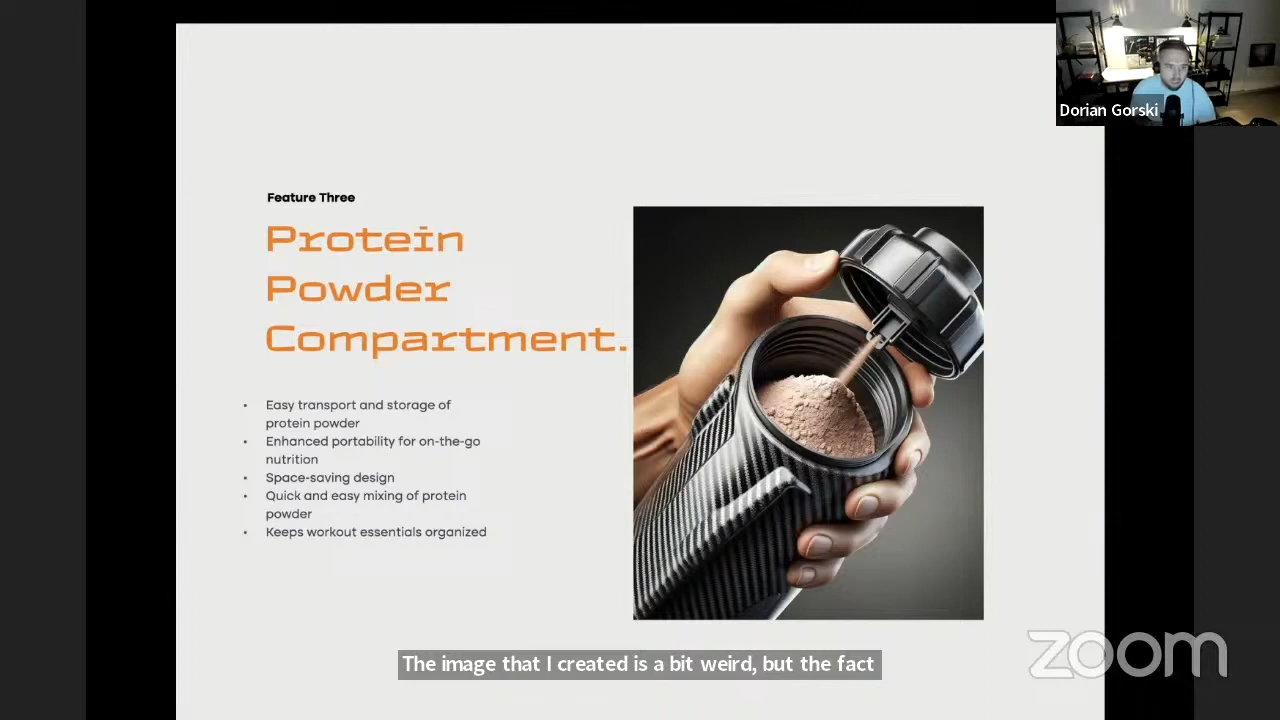 Dorian Gorski
Feature Three
Protein
Powder
Compartment.
• Easy transport and storage of
protein powder
• Enhanced portability for on-the-go
nutrition
• Space-saving design
• Quick and easy mixing of protein
powder
• Keeps workout essentials organized
The image that I created is a bit weird, but the fact
zoom